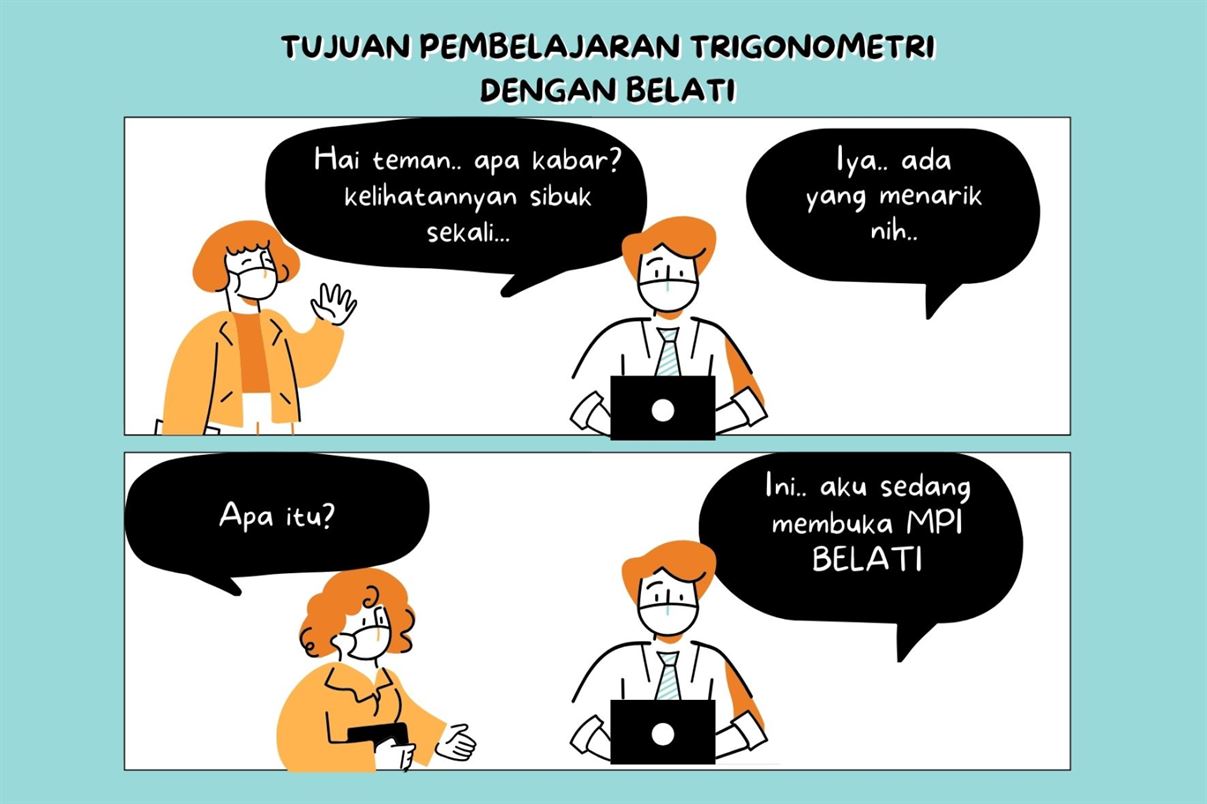 TUJUAN PEMBELAJARAN TRIGONOMETRI
DENGAN BELATI
Hai teman.. apa kabar?
kelihatannyan sibuk
sekali...
Iya.. ada
yang menarik
nih..
Apa itu?
Ini.. aku sedang
membuka MPI
BELATI